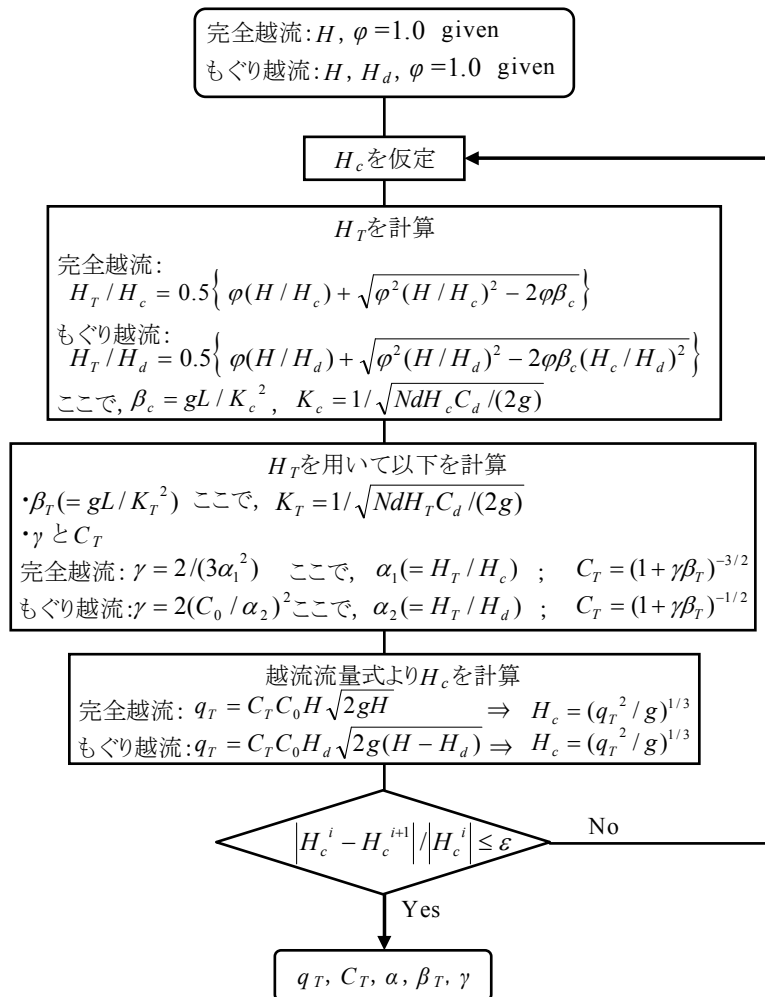 完全越流:H, φ=1.0 given
もぐり越流:H, H_d, φ=1.0 given
H_cを仮定
H_Tを計算
完全越流:
H_T/H_c = 0.5{ φ(H/H_c) + √(φ²(H/H_c)² − 2φβ_c) }
もぐり越流:
H_T/H_d = 0.5{ φ(H/H_d) + √(φ²(H/H_d)² − 2φβ_c(H_c/H_d)²) }
ここで, β_c = gL/K_c², K_c = 1/√(NdH_cC_d/(2g))
H_Tを用いて以下を計算
・β_T(= gL/K_T²) ここで, K_T = 1/√(NdH_TC_d/(2g))
・γ と C_T
完全越流: γ = 2/(3α₁²) ここで, α₁(= H_T/H_c) ; C_T = (1+γβ_T)^(−3/2)
もぐり越流:γ = 2(C₀/α₂)² ここで, α₂(= H_T/H_d) ; C_T = (1+γβ_T)^(−1/2)
越流流量式よりH_cを計算
完全越流: q_T = C_TC₀H√(2gH) ⇒ H_c = (q_T²/g)^(1/3)
もぐり越流:q_T = C_TC₀H_d√(2g(H−H_d)) ⇒ H_c = (q_T²/g)^(1/3)
|H_c^i − H_c^(i+1)|/|H_c^i| ≤ ε
No
Yes
q_T, C_T, α, β_T, γ